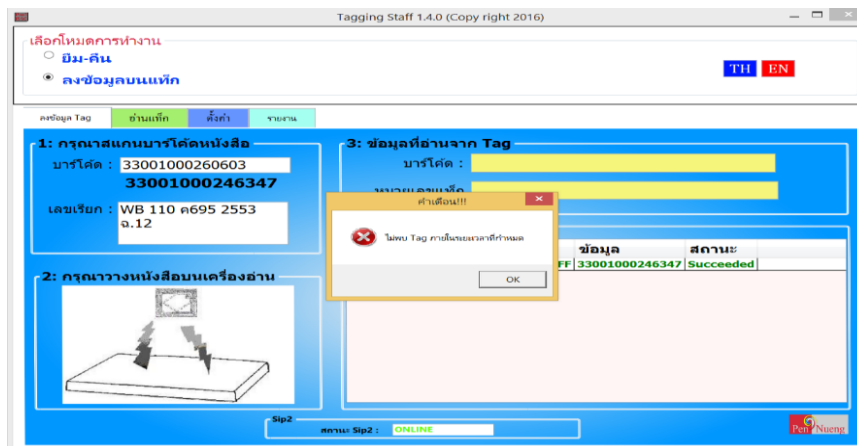 Tagging Staff 1.4.0 (Copy right 2016)
เลือกโหมดการทำงาน
ยืม-คืน
ลงข้อมูลบนแท็ก
TH EN
ลงข้อมูล Tag อ่านแท็ก ตั้งค่า รายงาน
1: กรุณาสแกนบาร์โค้ดหนังสือ
บาร์โค้ด : 33001000260603
33001000246347
เลขเรียก : WB 110 ค695 2553
ฉ.12
2: กรุณาวางหนังสือบนเครื่องอ่าน
3: ข้อมูลที่อ่านจาก Tag
บาร์โค้ด :
หมายเลขแท็ก
คำเตือน!!!
ไม่พบ Tag ภายในระยะเวลาที่กำหนด
OK
ข้อมูล สถานะ
FF 33001000246347 Succeeded
Sip2
สถานะ Sip2 : ONLINE
Pen Nueng